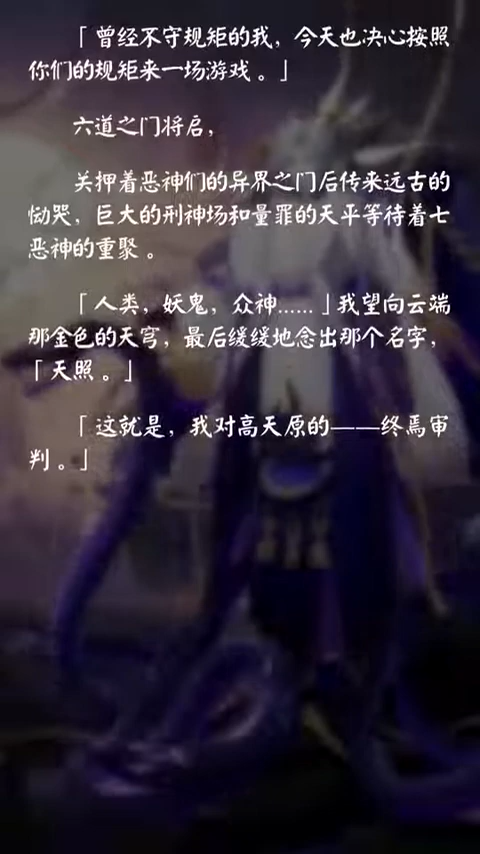 「曾经不守规矩的我，今天也决心按照
你们的规矩来一场游戏。」
六道之门将启，
关押着恶神们的异界之门后传来远古的
恸哭，巨大的刑神场和量罪的天平等待着七
恶神的重聚。
「人类，妖鬼，众神……」我望向云端
那金色的天穹，最后缓缓地念出那个名字，
「天照。」
「这就是，我对高天原的——终焉审
判。」